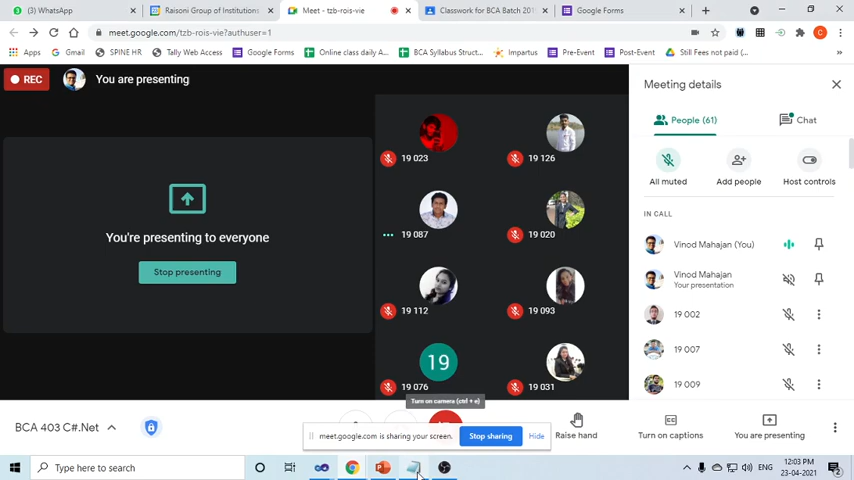 (3) WhatsApp
Raisoni Group of Institutions
Meet - tzb-rois-vie
Classwork for BCA Batch 201
Google Forms
meet.google.com/tzb-rois-vie?authuser=1
Apps
Gmail
SPINE HR
Tally Web Access
Google Forms
Online class daily A...
BCA Syllabus Struct...
Impartus
Pre-Event
Post-Event
Still Fees not paid (...
REC
You are presenting
Meeting details
People (61)
Chat
19 023
19 126
All muted
Add people
Host controls
IN CALL
19 087
19 020
You're presenting to everyone
Stop presenting
Vinod Mahajan (You)
Vinod Mahajan
Your presentation
19 112
19 093
19 002
19
19 007
19 076
19 031
19 009
Turn on camera (ctrl + e)
BCA 403 C#.Net
meet.google.com is sharing your screen.
Stop sharing
Hide
Raise hand
Turn on captions
You are presenting
Type here to search
ENG
12:03 PM
23-04-2021
2